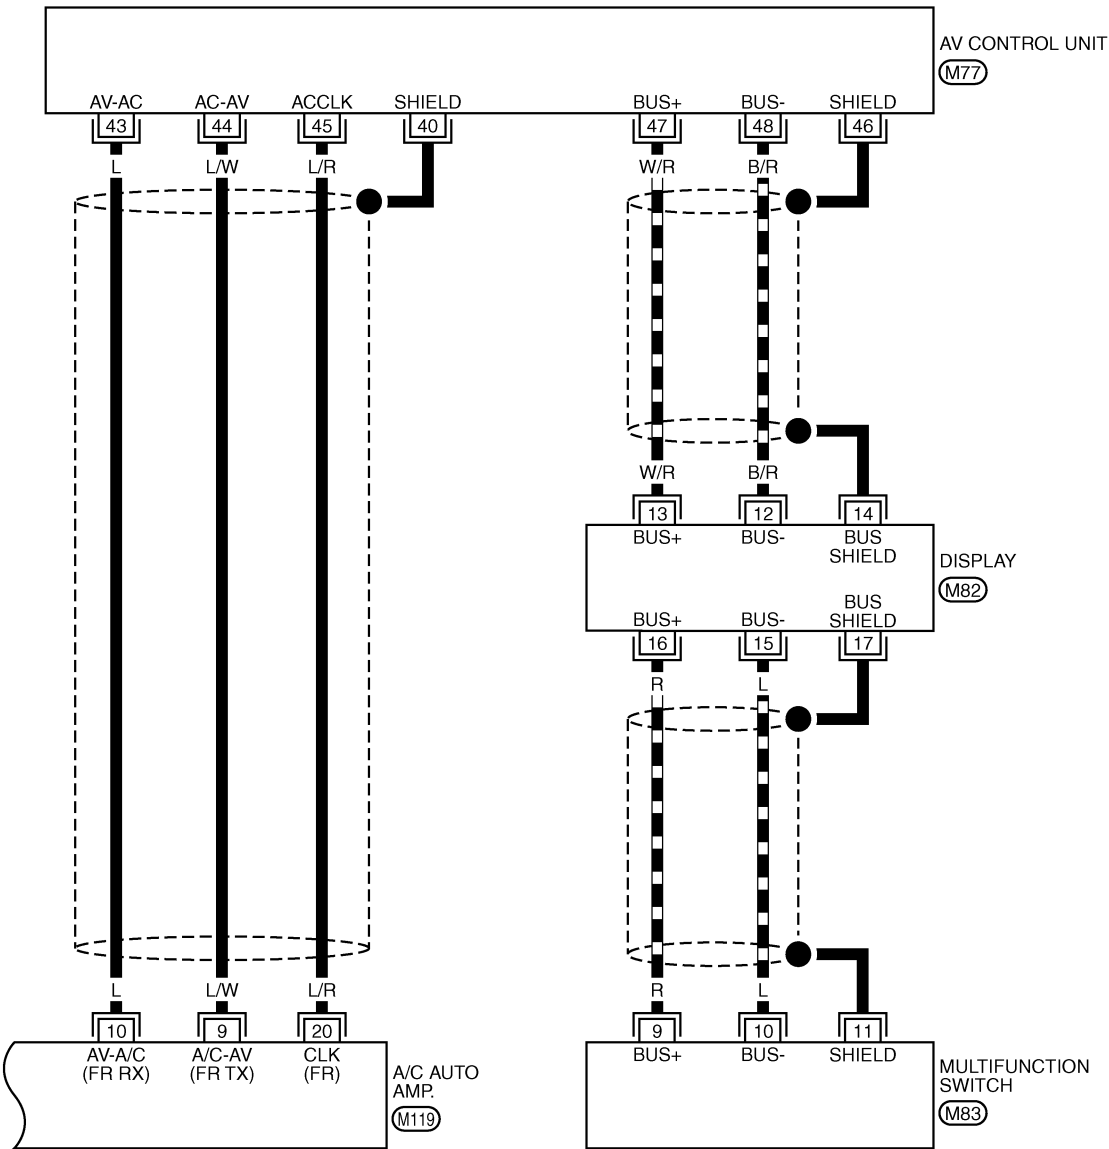 AV CONTROL UNIT
M77
AV-AC AC-AV ACCLK SHIELD BUS+ BUS- SHIELD
43 44 45 40 47 48 46
L L/W L/R W/R B/R
W/R B/R
13 12 14
BUS+ BUS- BUS
SHIELD
DISPLAY
M82
BUS
BUS+ BUS- SHIELD
16 15 17
R L
L L/W L/R R L
10 9 20 9 10 11
AV-A/C A/C-AV CLK BUS+ BUS- SHIELD
(FR RX) (FR TX) (FR)
A/C AUTO
AMP.
M119
MULTIFUNCTION
SWITCH
M83